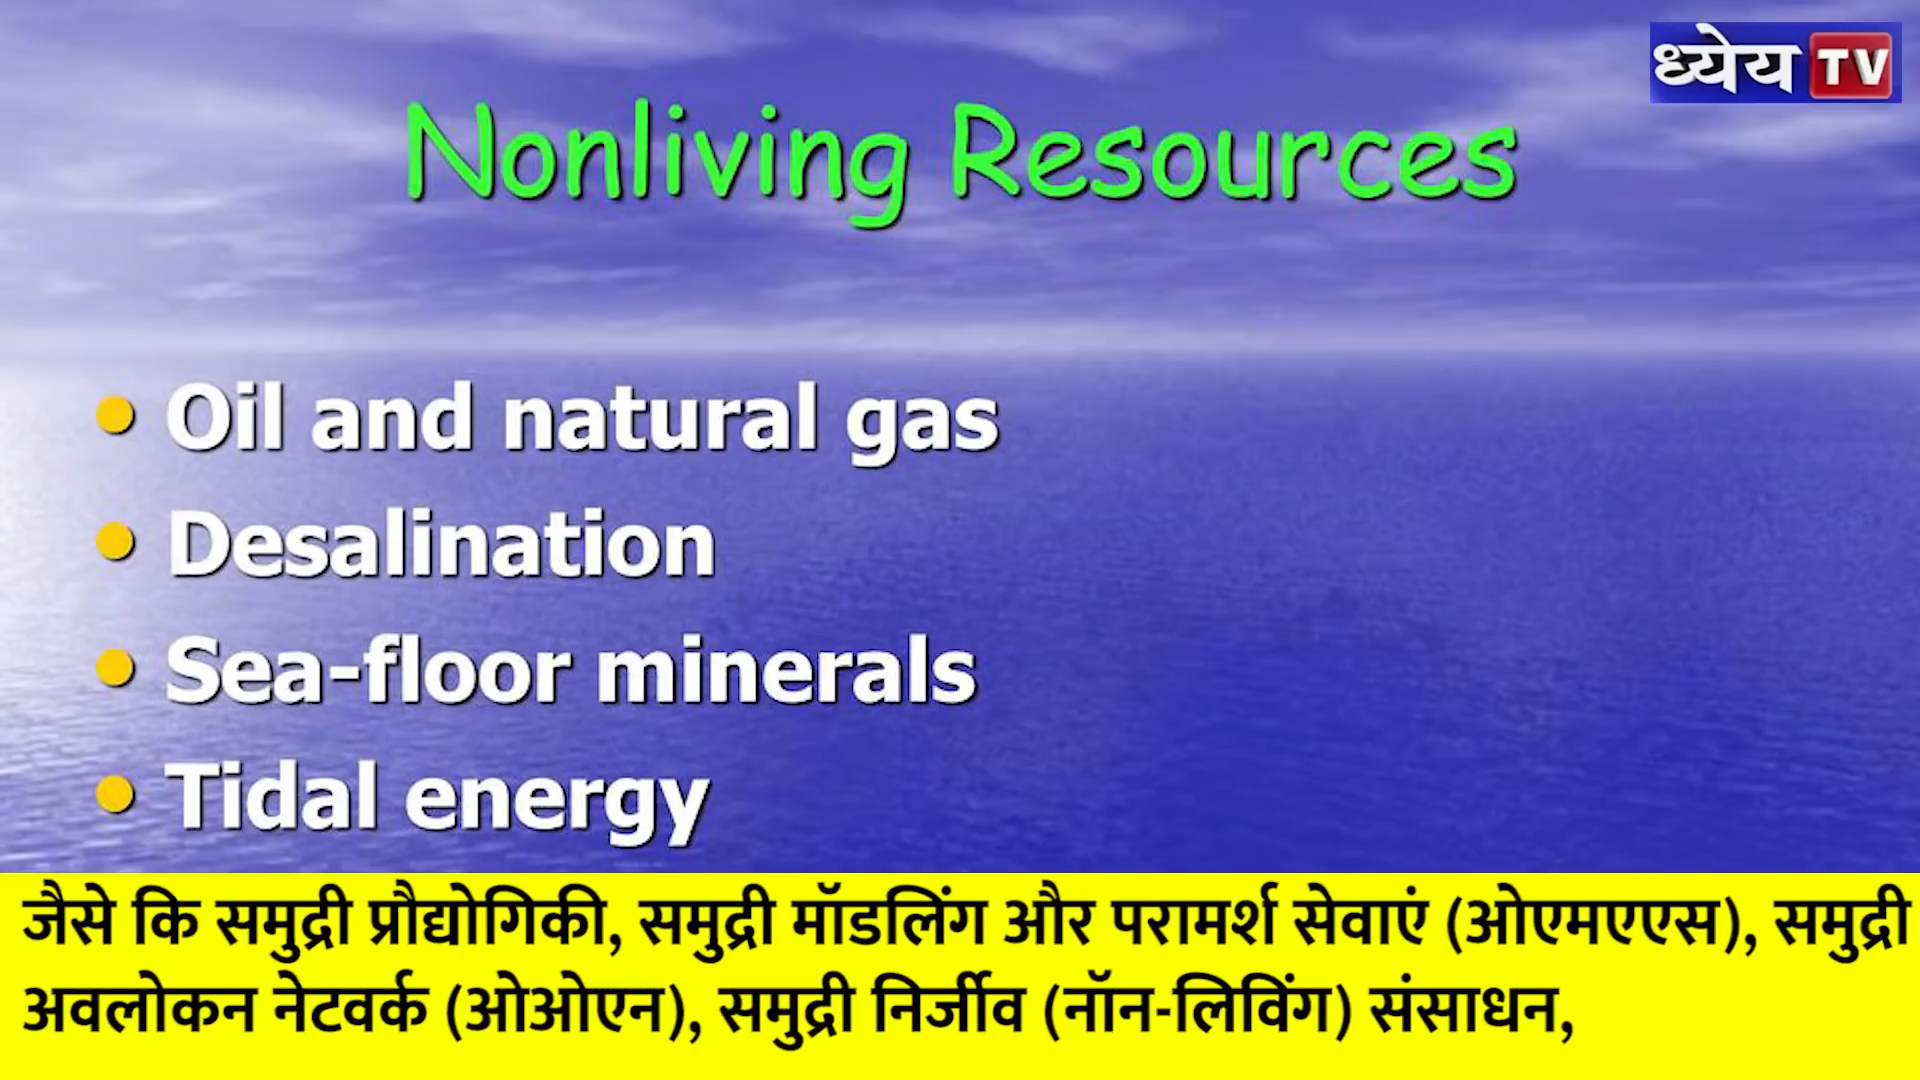 ध्येय TV
Nonliving Resources
• Oil and natural gas
• Desalination
• Sea-floor minerals
• Tidal energy
जैसे कि समुद्री प्रौद्योगिकी, समुद्री मॉडलिंग और परामर्श सेवाएं (ओएमएएस), समुद्री
अवलोकन नेटवर्क (ओओएन), समुद्री निर्जीव (नॉन-लिविंग) संसाधन,